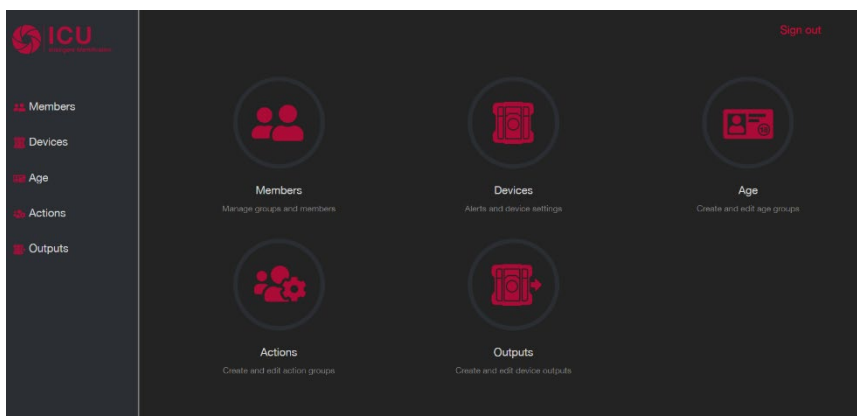 ICU
Sign out
Members
Devices
Age
Actions
Outputs
Members
Manage groups and members
Devices
Alerts and device settings
Age
Create and edit age groups
Actions
Create and edit action groups
Outputs
Create and edit device outputs